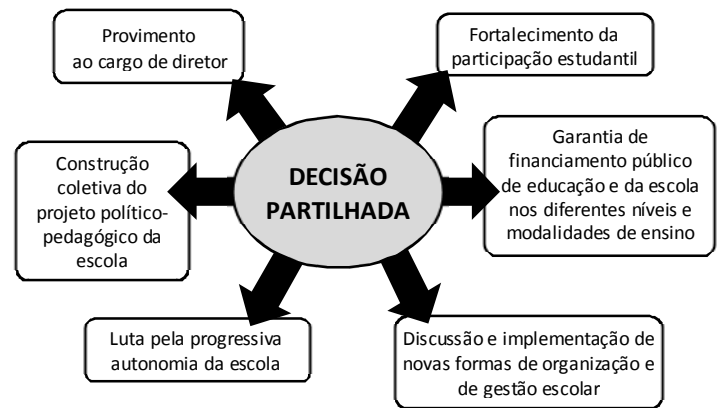 Provimento
ao cargo de diretor
Fortalecimento da
participação estudantil
Construção
coletiva do
projeto político-
pedagógico da
escola
DECISÃO
PARTILHADA
Garantia de
financiamento público
de educação e da escola
nos diferentes níveis e
modalidades de ensino
Luta pela progressiva
autonomia da escola
Discussão e implementação de
novas formas de organização e
de gestão escolar